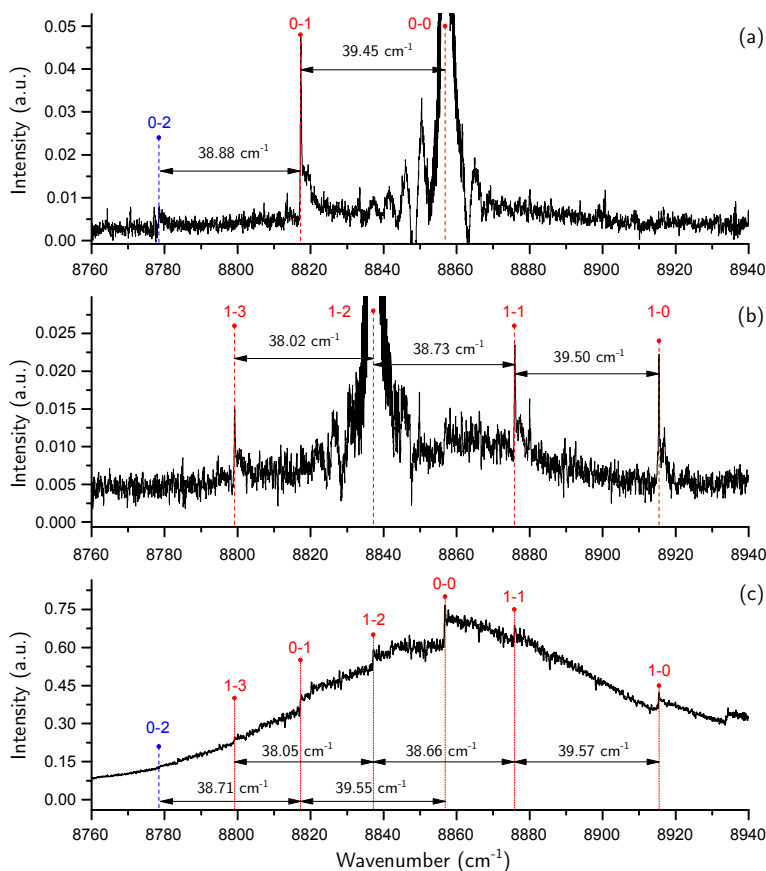 0-1 0-0 (a)
39.45 cm⁻¹
0-2
38.88 cm⁻¹
Intensity (a.u.)
0.05
0.04
0.03
0.02
0.01
0.00
8760 8780 8800 8820 8840 8860 8880 8900 8920 8940
1-3 1-2 1-1 1-0 (b)
38.02 cm⁻¹ 38.73 cm⁻¹ 39.50 cm⁻¹
Intensity (a.u.)
0.025
0.020
0.015
0.010
0.005
0.000
8760 8780 8800 8820 8840 8860 8880 8900 8920 8940
0-0 (c)
1-1
1-2
0-1
1-3 1-0
0-2
38.05 cm⁻¹ 38.66 cm⁻¹ 39.57 cm⁻¹
38.71 cm⁻¹ 39.55 cm⁻¹
Intensity (a.u.)
0.75
0.60
0.45
0.30
0.15
0.00
8760 8780 8800 8820 8840 8860 8880 8900 8920 8940
Wavenumber (cm⁻¹)